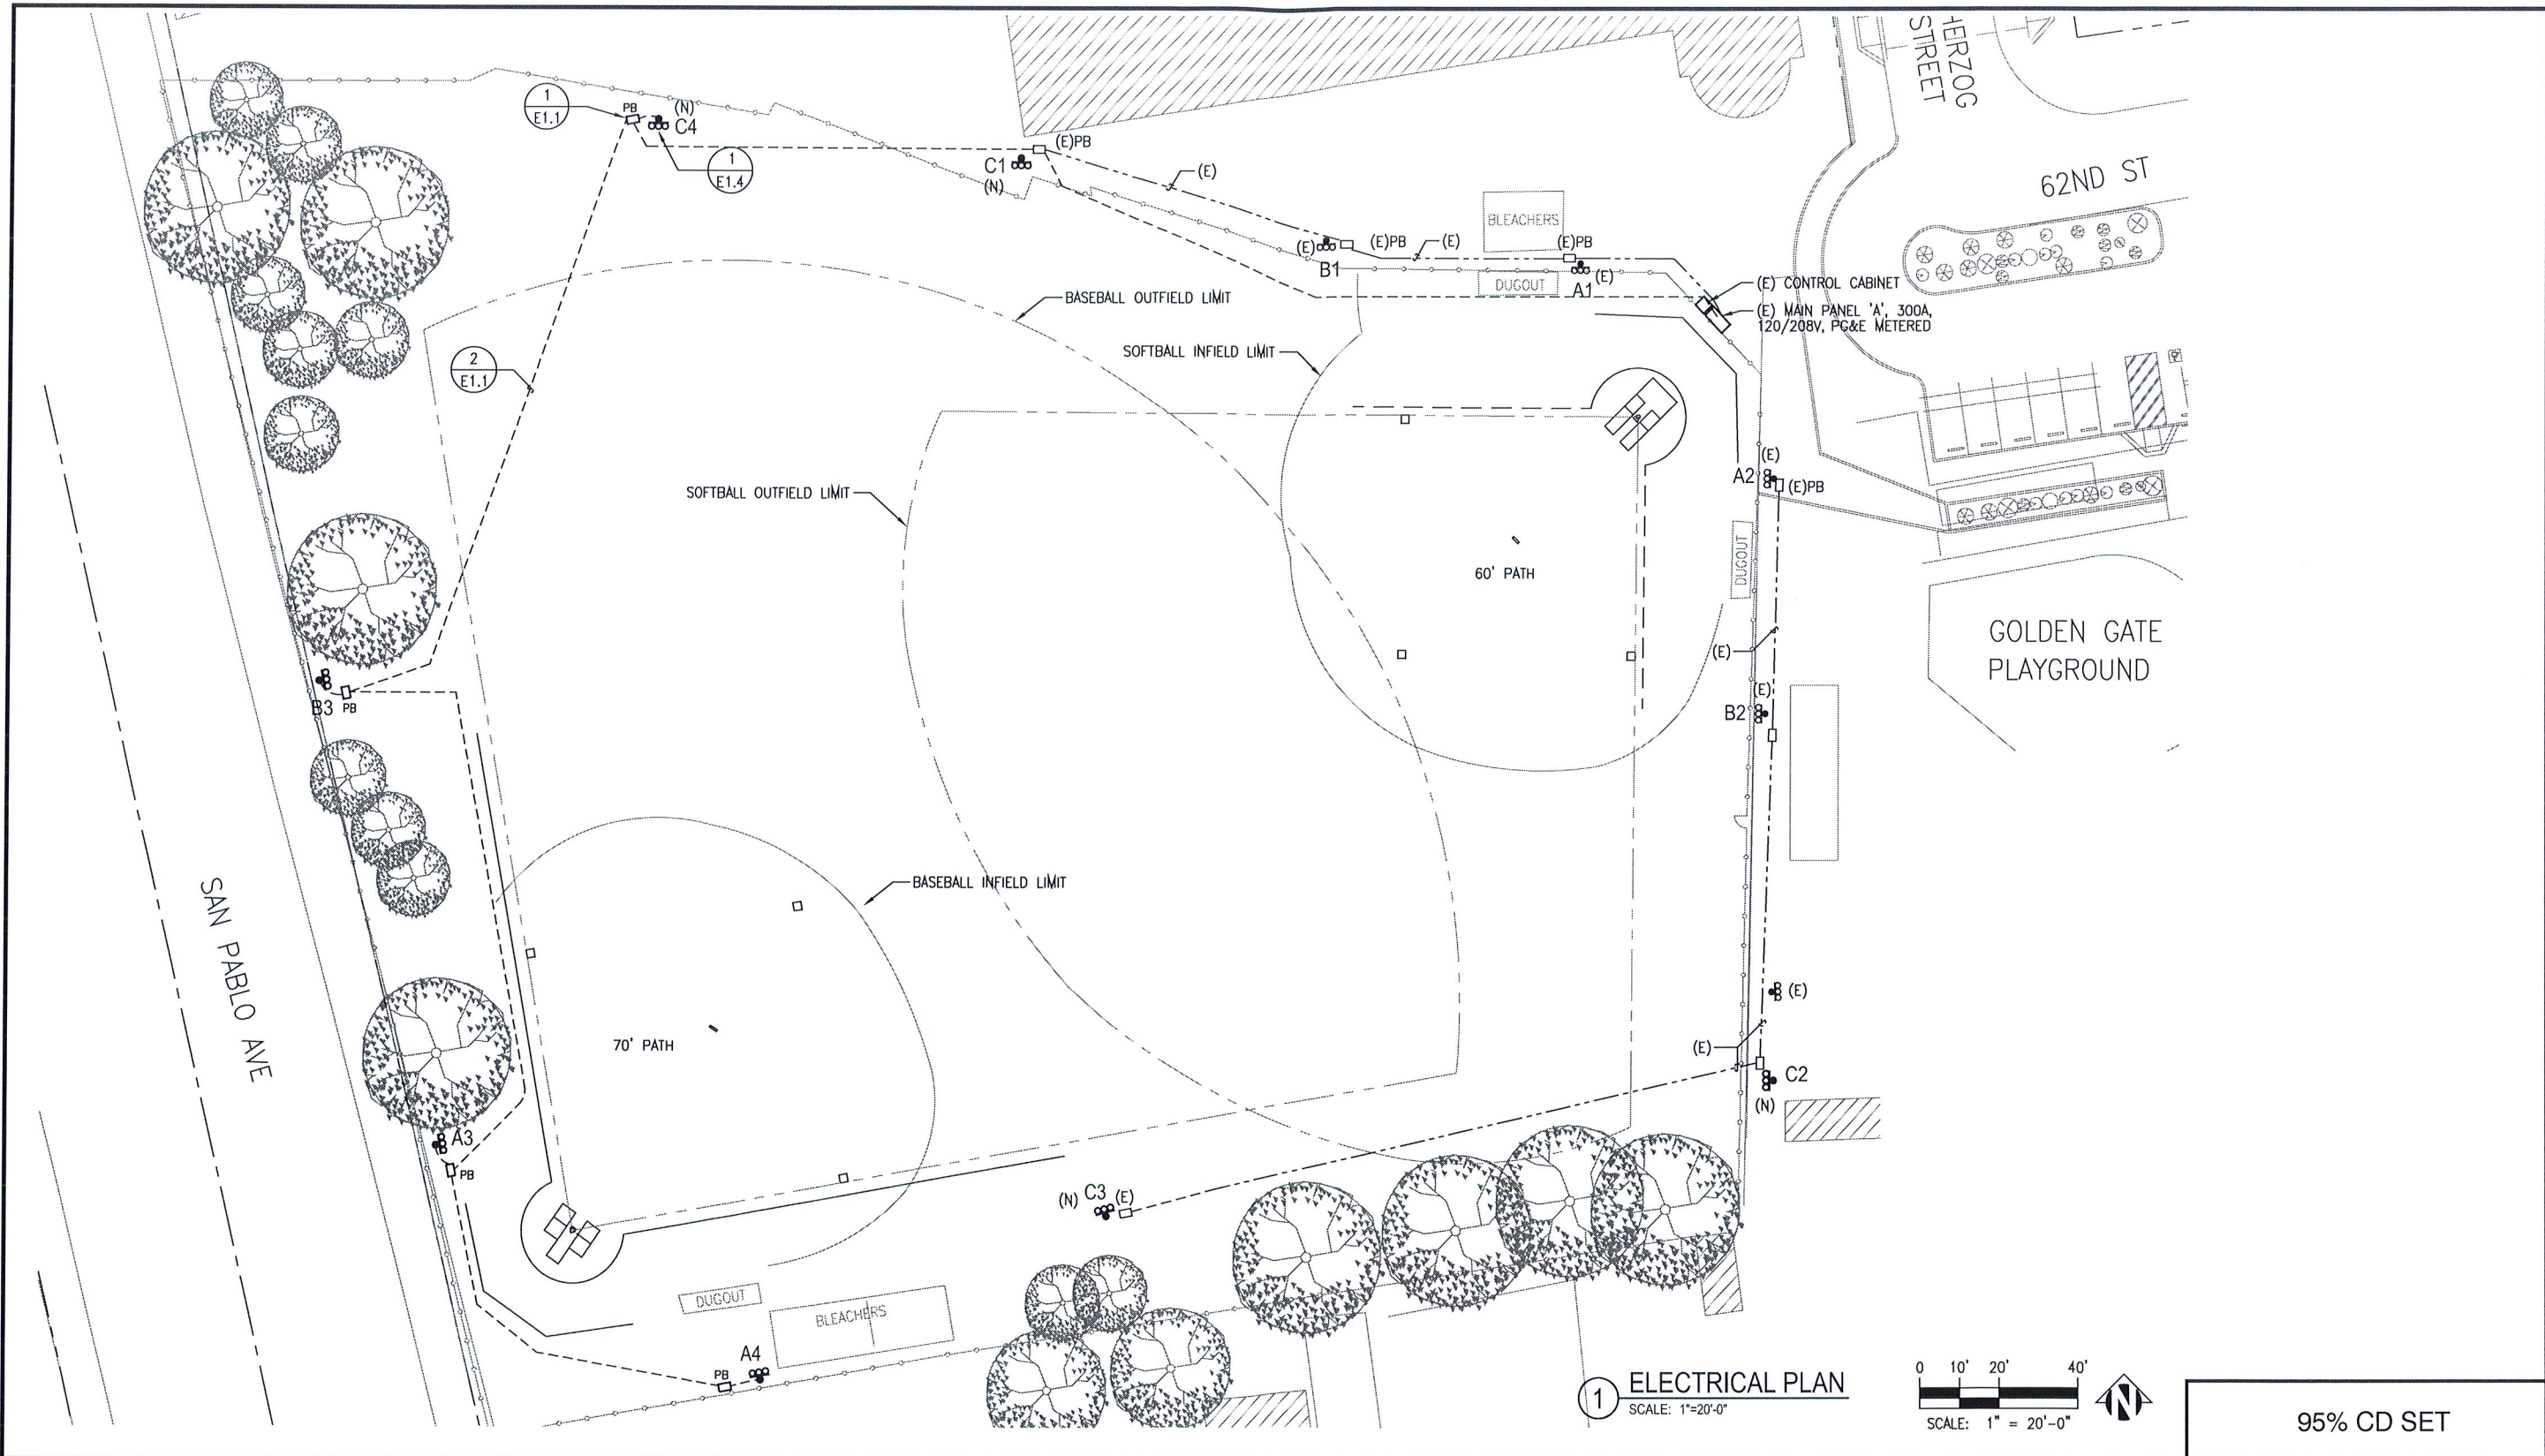 HERZOG
STREET
1
E1.1
PB
(N)
C4
1
E1.4
(E)PB
C1
(N)
(E)
62ND ST
BLEACHERS
(E)
(E)PB
(E)
(E)PB
B1
DUGOUT
A1
(E)
(E) CONTROL CABINET
(E) MAIN PANEL 'A', 300A,
120/208V, PG&E METERED
BASEBALL OUTFIELD LIMIT
SOFTBALL INFIELD LIMIT
2
E1.1
(E)
A2
(E)PB
SOFTBALL OUTFIELD LIMIT
DUGOUT
60' PATH
GOLDEN GATE
PLAYGROUND
(E)
(E)
B2
B3
PB
BASEBALL INFIELD LIMIT
SAN PABLO AVE
(E)
70' PATH
(E)
C2
(N)
A3
PB
(N)
C3
(E)
DUGOUT
BLEACHERS
A4
PB
1
ELECTRICAL PLAN
SCALE: 1"=20'-0"
0 10' 20' 40'
SCALE: 1" = 20'-0"
N
95% CD SET